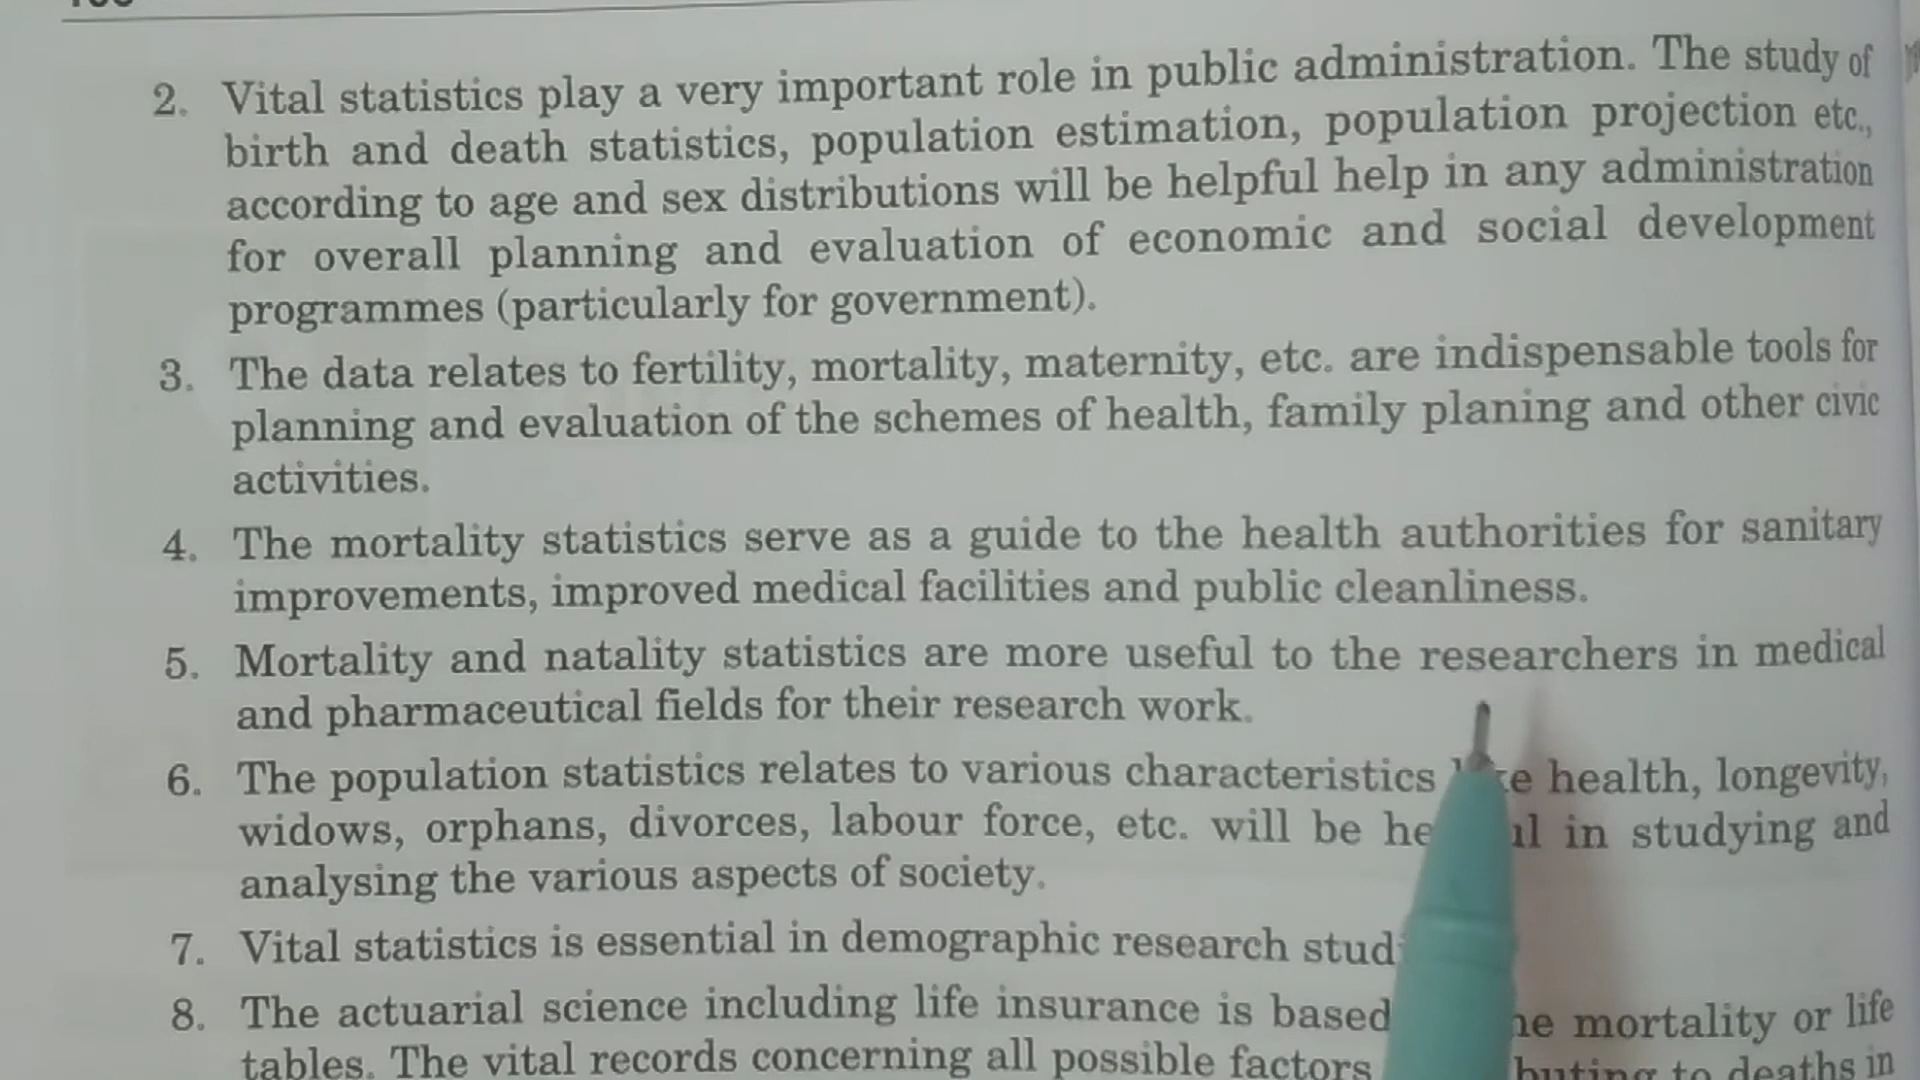 2. Vital statistics play a very important role in public administration. The study of
birth and death statistics, population estimation, population projection etc.,
according to age and sex distributions will be helpful help in any administration
for overall planning and evaluation of economic and social development
programmes (particularly for government).
3. The data relates to fertility, mortality, maternity, etc. are indispensable tools for
planning and evaluation of the schemes of health, family planing and other civic
activities.
4. The mortality statistics serve as a guide to the health authorities for sanitary
improvements, improved medical facilities and public cleanliness.
5. Mortality and natality statistics are more useful to the researchers in medical
and pharmaceutical fields for their research work.
6. The population statistics relates to various characteristics health, longevity,
widows, orphans, divorces, labour force, etc. will be in studying and
analysing the various aspects of society.
7. Vital statistics is essential in demographic research
8. The actuarial science including life insurance is based mortality or life
tables. The vital records concerning all possible factors to deaths in